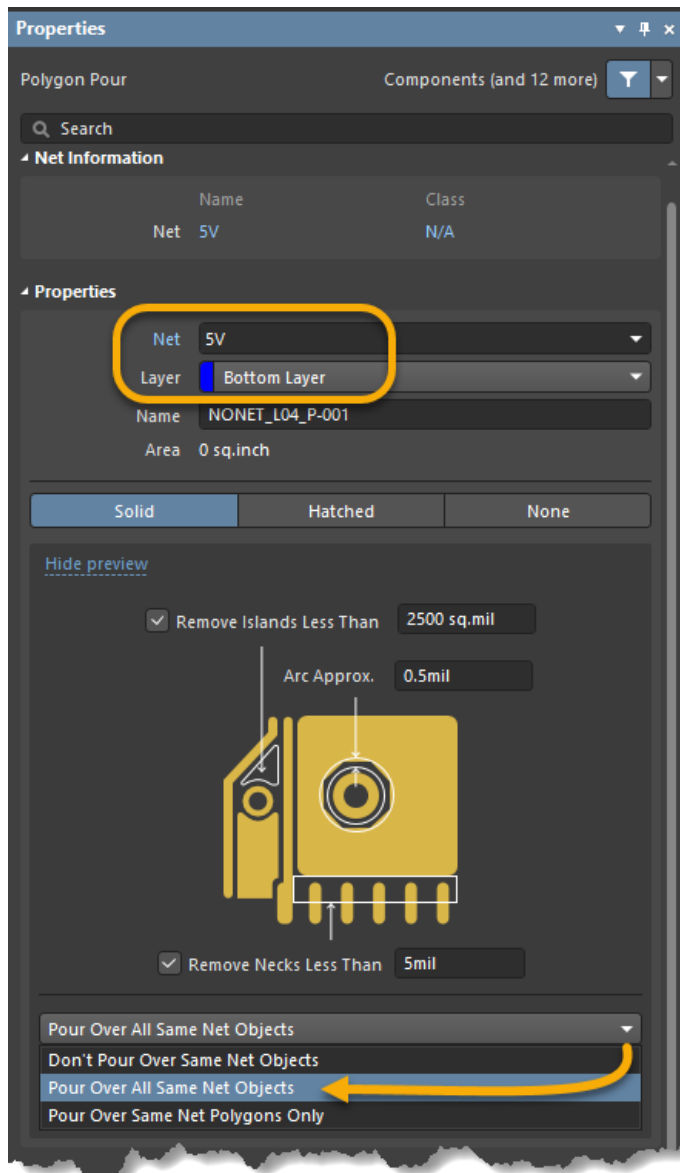 Properties
Polygon Pour Components (and 12 more)
Search
Net Information
Name Class
Net 5V N/A
Properties
Net 5V
Layer Bottom Layer
Name NONET_L04_P-001
Area 0 sq.inch
Solid Hatched None
Hide preview
Remove Islands Less Than 2500 sq.mil
Arc Approx. 0.5mil
Remove Necks Less Than 5mil
Pour Over All Same Net Objects
Don't Pour Over Same Net Objects
Pour Over All Same Net Objects
Pour Over Same Net Polygons Only